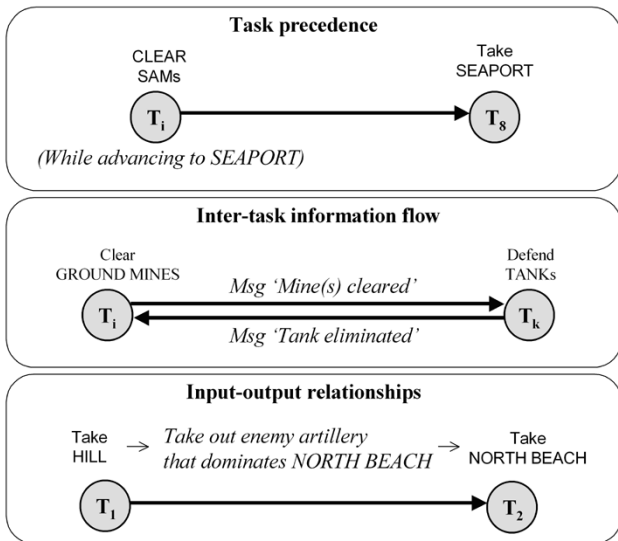 Task precedence
CLEAR
SAMs
Take
SEAPORT
Ti
T8
(While advancing to SEAPORT)
Inter-task information flow
Clear
GROUND MINES
Defend
TANKs
Msg ‘Mine(s) cleared’
Ti
Tk
Msg ‘Tank eliminated’
Input-output relationships
Take
HILL
→ Take out enemy artillery
that dominates NORTH BEACH →
Take
NORTH BEACH
T1
T2